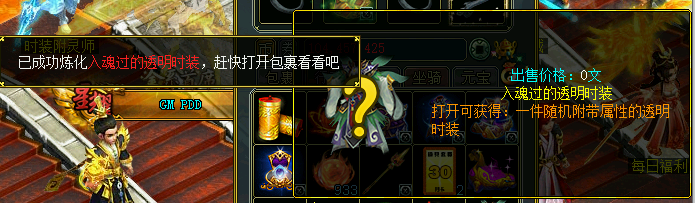 时装附灵师
已成功炼化入魂过的透明时装，赶快打开包裹看看吧
GM PDD
425
包裹
坐骑
元宝
933
30
出售价格：0文
入魂过的透明时装
打开可获得：一件随机附带属性的透明
时装
每日福利